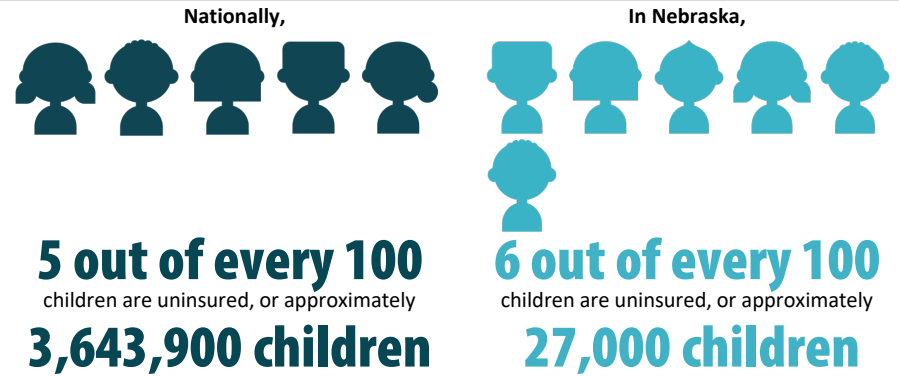 Nationally,
5 out of every 100
children are uninsured, or approximately
3,643,900 children
In Nebraska,
6 out of every 100
children are uninsured, or approximately
27,000 children